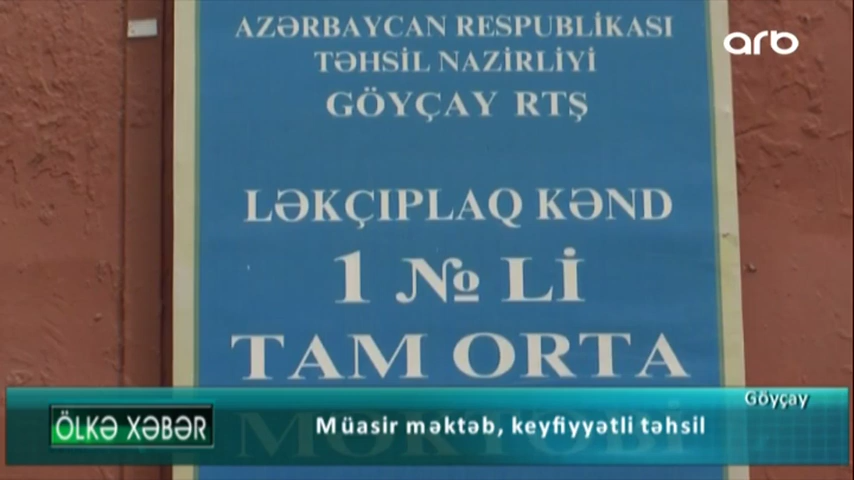 AZƏRBAYCAN RESPUBLİKASI
TƏHSİL NAZİRLİYİ
GÖYÇAY RTŞ
LƏKÇIPLAQ KƏND
1 № Lİ
TAM ORTA
MƏKTƏBİ
arb
Göyçay
ÖLKƏ XƏBƏR
Müasir məktəb, keyfiyyətli təhsil